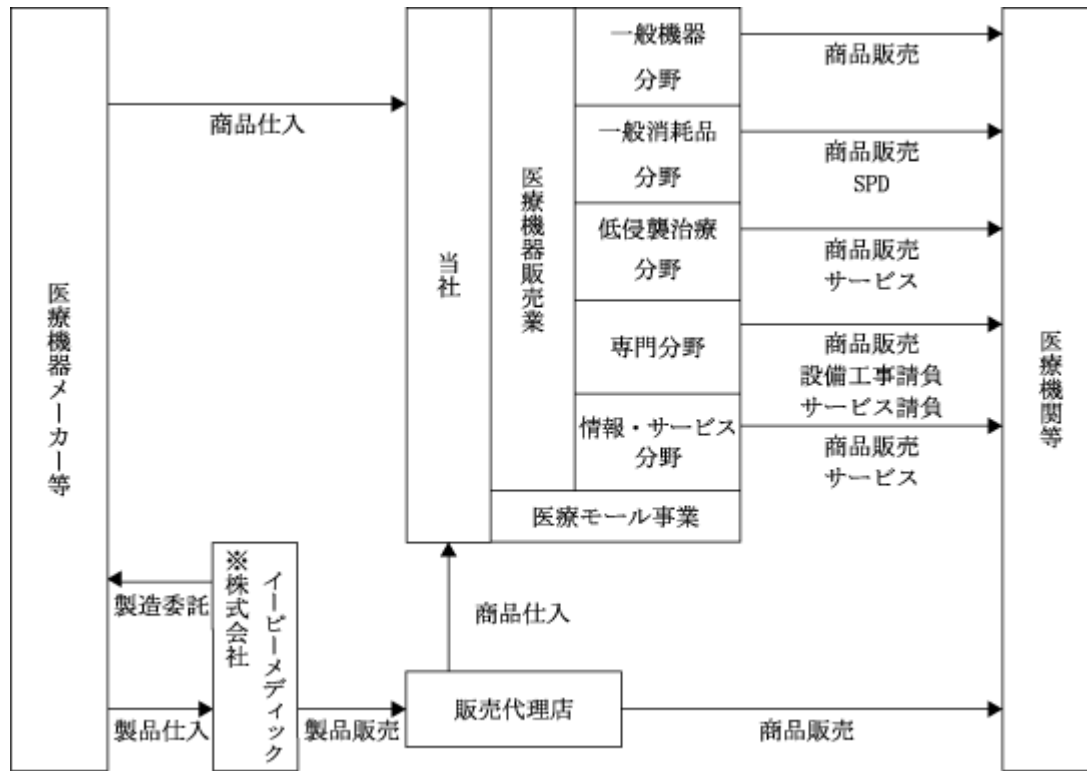 医療機器メーカー等
商品仕入
当社
医療機器販売業
一般機器
分野
一般消耗品
分野
低侵襲治療
分野
専門分野
情報・サービス
分野
医療モール事業
商品販売
商品販売
SPD
商品販売
サービス
商品販売
設備工事請負
サービス請負
商品販売
サービス
医療機関等
製造委託
製品仕入
※株式会社
イービーメディック
製品販売
販売代理店
商品仕入
商品販売